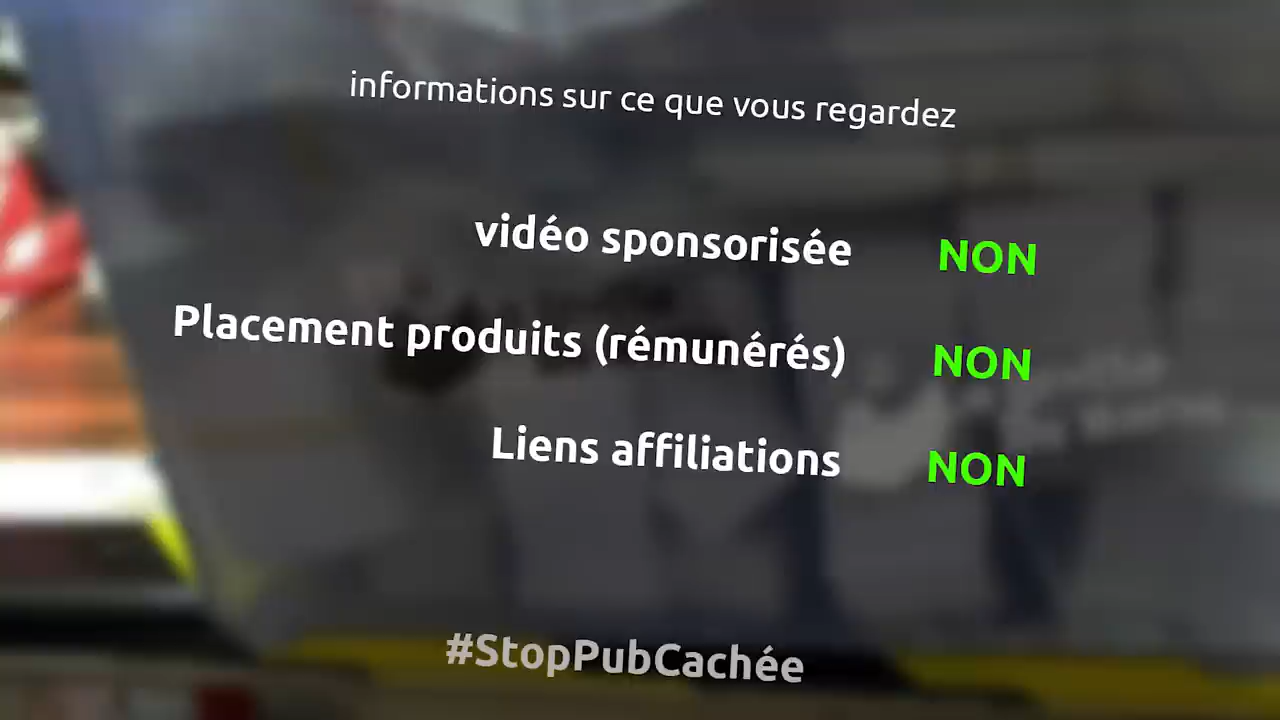 informations sur ce que vous regardez
vidéo sponsorisée NON
Placement produits (rémunérés) NON
Liens affiliations NON
#StopPubCachée